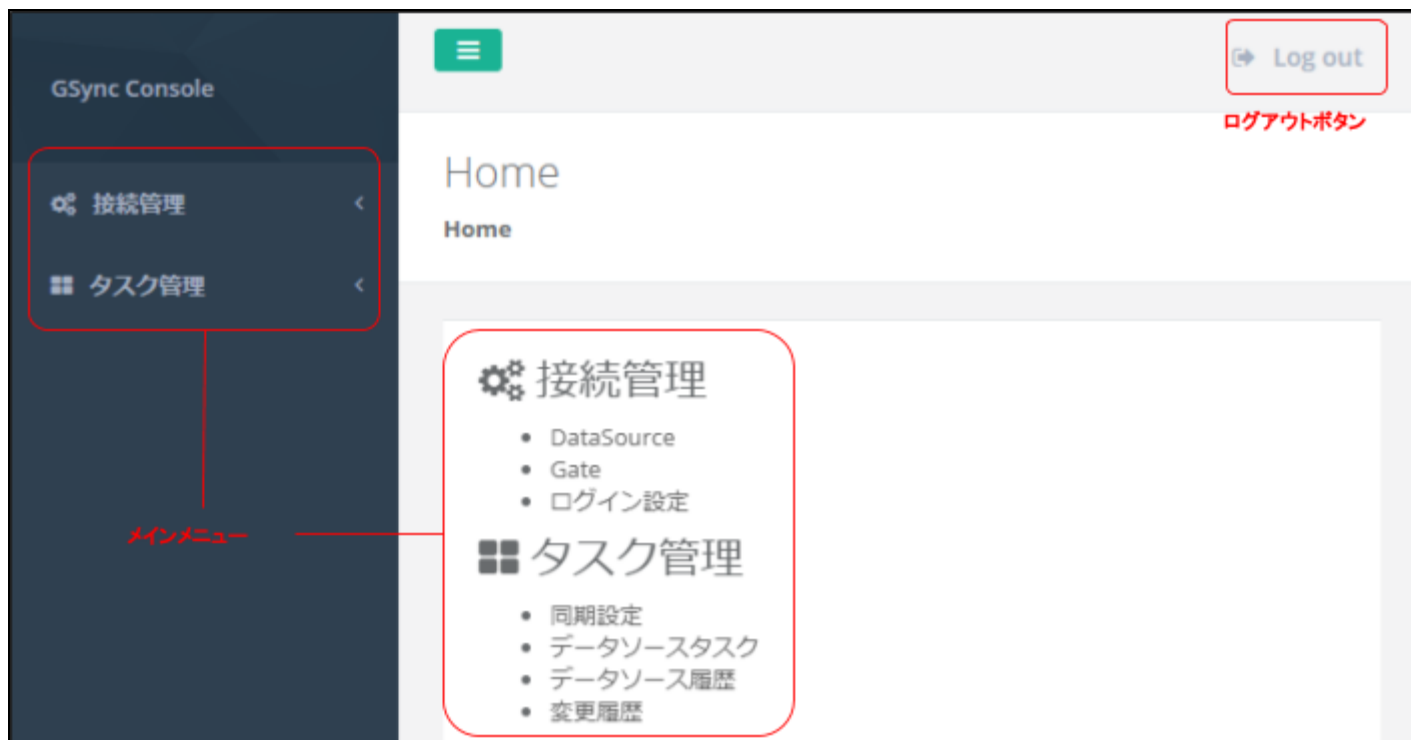 GSync Console
接続管理
タスク管理
メインメニュー
Log out
ログアウトボタン
Home
Home
接続管理
DataSource
Gate
ログイン設定
タスク管理
同期設定
データソースタスク
データソース履歴
変更履歴